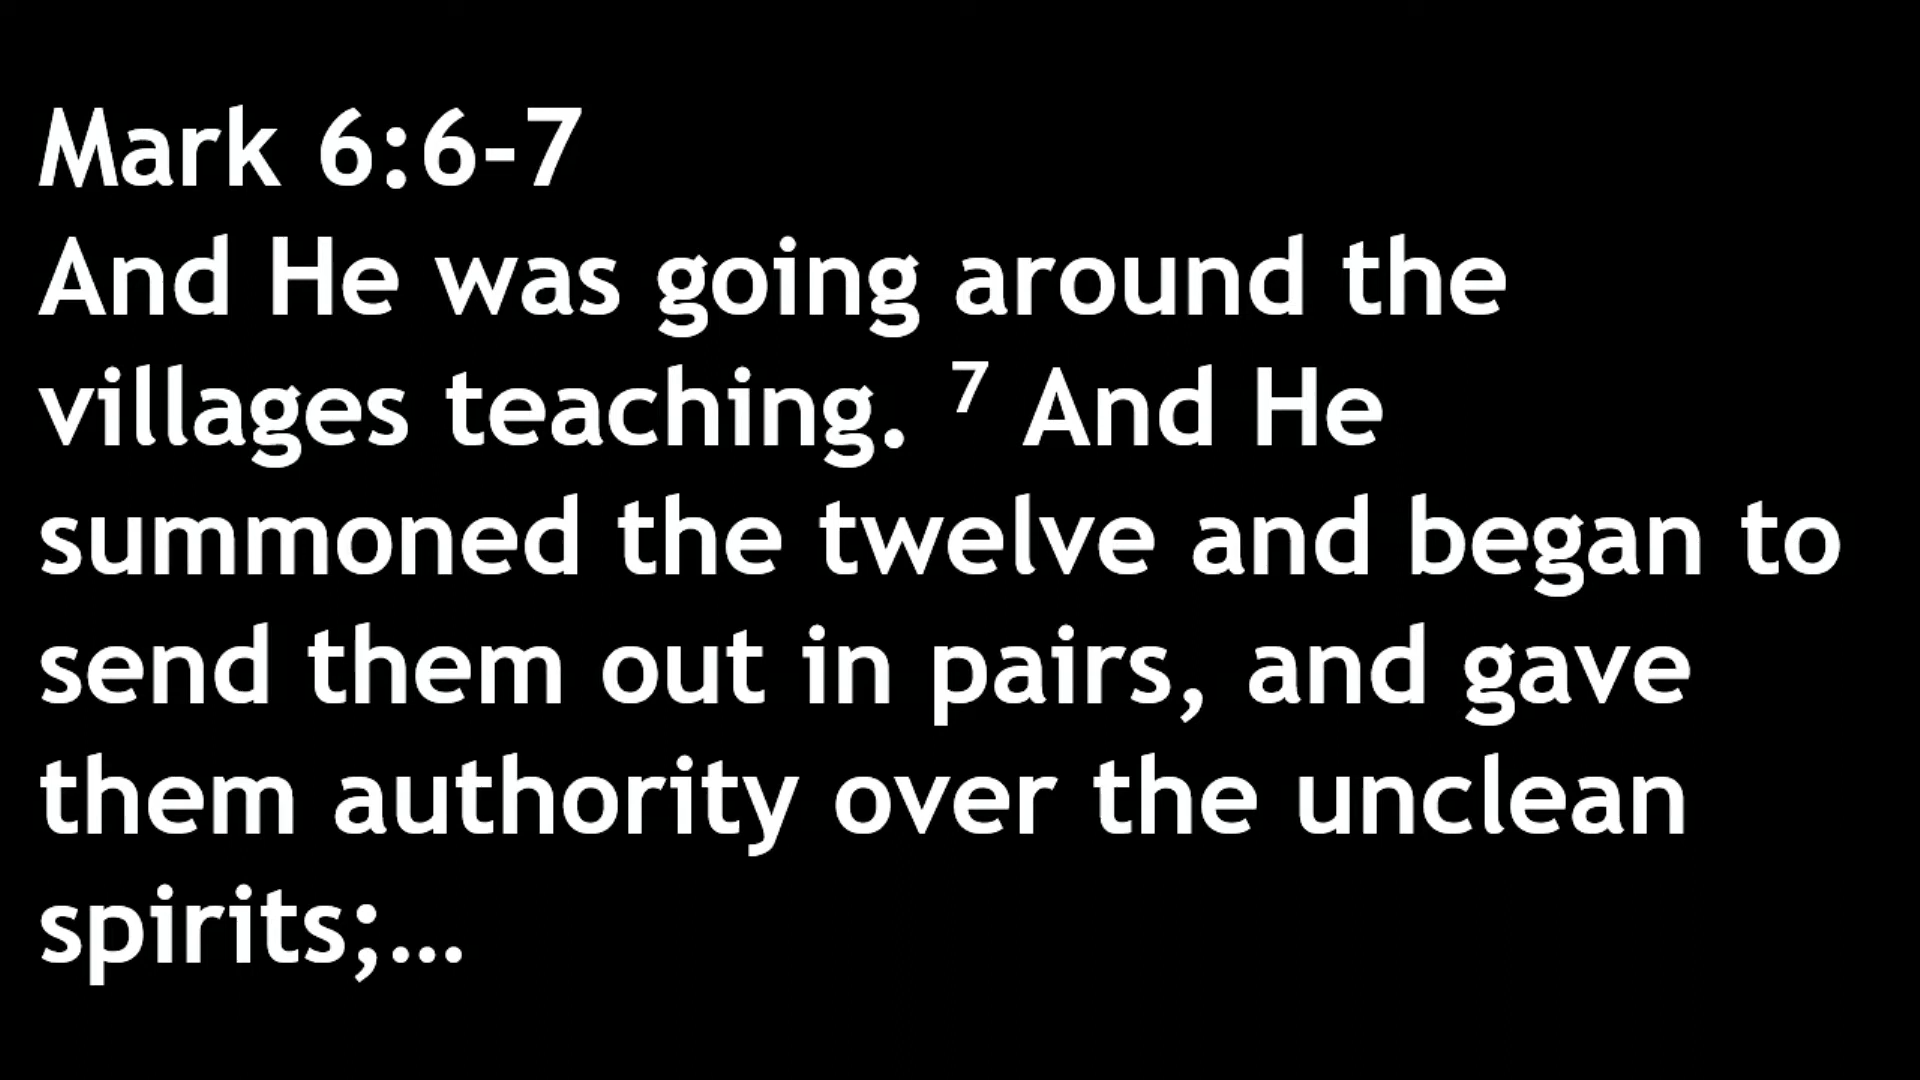 Mark 6:6-7
And He was going around the
villages teaching. ⁷ And He
summoned the twelve and began to
send them out in pairs, and gave
them authority over the unclean
spirits;...